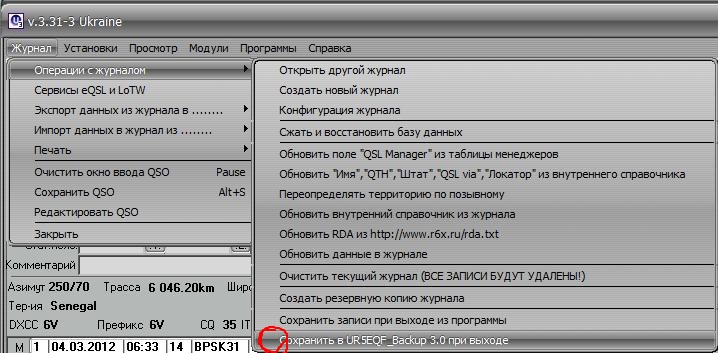 v.3.31-3 Ukraine
Журнал Установки Просмотр Модули Программы Справка
Операции с журналом
Сервисы eQSL и LoTW
Экспорт данных из журнала в ........
Импорт данных в журнал из ........
Печать
Очистить окно ввода QSO Pause
Сохранить QSO Alt+S
Редактировать QSO
Закрыть
Открыть другой журнал
Создать новый журнал
Конфигурация журнала
Сжать и восстановить базу данных
Обновить поле "QSL Manager" из таблицы менеджеров
Обновить "Имя","QTH","Штат","QSL via","Локатор" из внутреннего справочника
Переопределять территорию по позывному
Обновить внутренний справочник из журнала
Обновить RDA из http://www.r6x.ru/rda.txt
Обновить данные в журнале
Очистить текущий журнал (ВСЕ ЗАПИСИ БУДУТ УДАЛЕНЫ!)
Создать резервную копию журнала
Сохранить записи при выходе из программы
Сохранить в UR5EQF_Backup 3.0 при выходе
Комментарий
Азимут 250/70 Трасса 6 046.20km Широ
Тер-ия Senegal
DXCC 6V Префикс 6V CQ 35 IT
М 1 04.03.2012 06:33 14 BPSK31